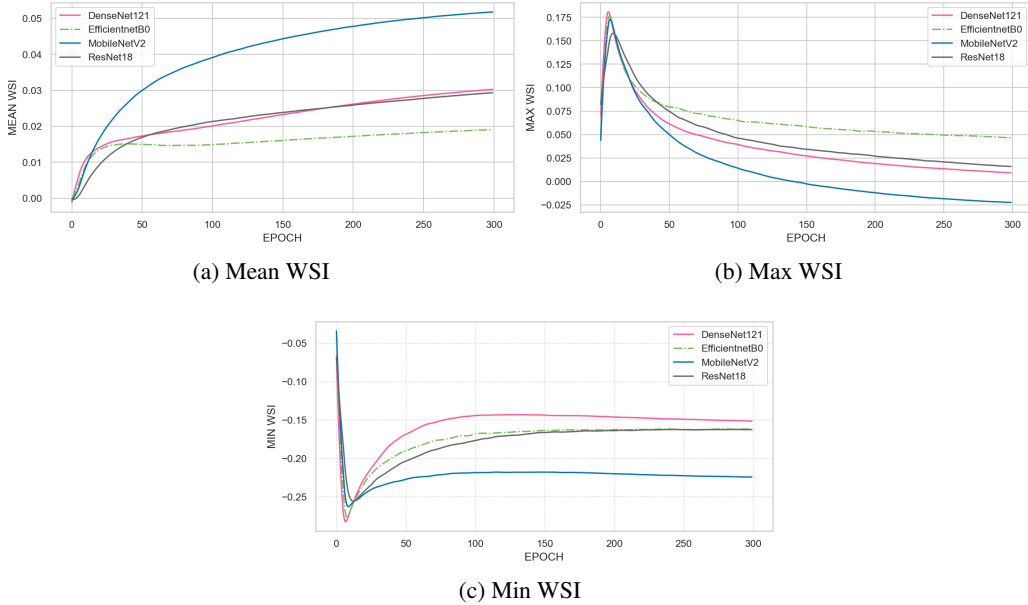 DenseNet121
EfficientnetB0
MobileNetV2
ResNet18
MEAN WSI
0.05
0.04
0.03
0.02
0.01
0.00
0 50 100 150 200 250 300
EPOCH
(a) Mean WSI
DenseNet121
EfficientnetB0
MobileNetV2
ResNet18
MAX WSI
0.175
0.150
0.125
0.100
0.075
0.050
0.025
0.000
−0.025
0 50 100 150 200 250 300
EPOCH
(b) Max WSI
DenseNet121
EfficientnetB0
MobileNetV2
ResNet18
MIN WSI
−0.05
−0.10
−0.15
−0.20
−0.25
0 50 100 150 200 250 300
EPOCH
(c) Min WSI